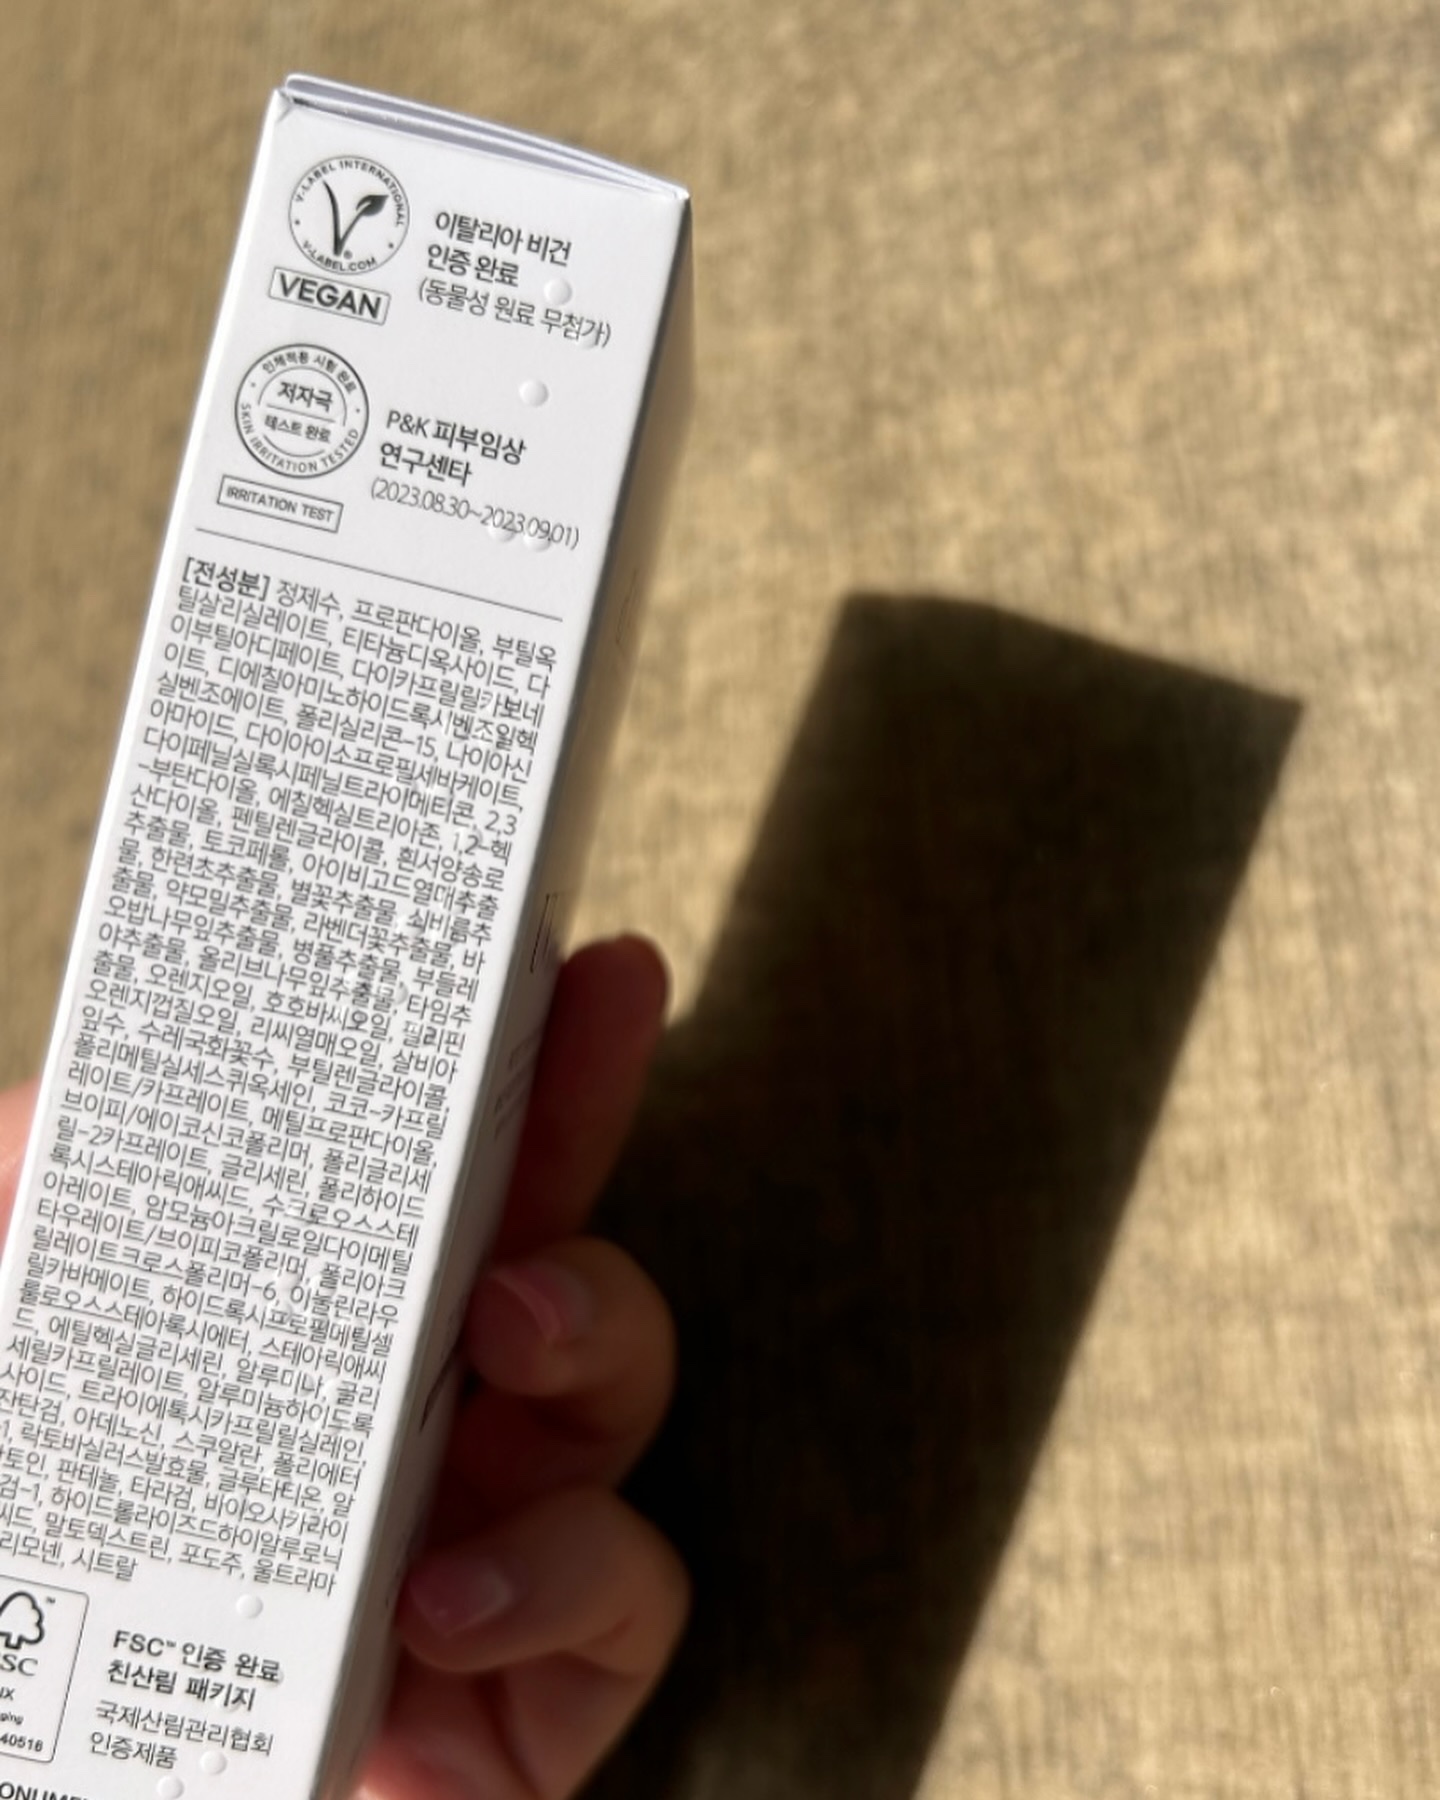 V-LABEL INTERNATIONAL
V-LABEL.COM
VEGAN
이탈리아 비건
인증 완료
(동물성 원료 무첨가)
인체적용 시험 완료
저자극
테스트 완료
SKIN IRRITATION TESTED
IRRITATION TEST
P&K 피부임상
연구센타
(2023.08.30~2023.09.01)
[전성분] 정제수, 프로판다이올, 부틸옥
틸살리실레이트, 티타늄디옥사이드, 다
이부틸아디페이트, 다이카프릴릴카보네
이트, 디에칠아미노하이드록시벤조일헥
실벤조에이트, 폴리실리콘-15, 나이아신
아마이드, 다이아이소프로필세바케이트,
다이페닐실록시페닐트라이메티콘, 2,3
-부탄다이올, 에칠헥실트리아존, 1,2-헥
산다이올, 펜틸렌글라이콜, 흰서양송로
추출물, 토코페롤, 아이비고드열매추출
물, 한련초추출물, 별꽃추출물, 쇠비름추
출물, 약모밀추출물, 라벤더꽃추출물, 바
오밥나무잎추출물, 병풀추출물, 부들레
야추출물, 올리브나무잎추출물, 타임추
출물, 오렌지오일, 호호바씨오일, 필리핀
오렌지껍질오일, 리씨열매오일, 살비아
잎수, 수레국화꽃수, 부틸렌글라이콜,
폴리메틸실세스퀴옥세인, 코코-카프릴
레이트/카프레이트, 메틸프로판다이올,
브이피/에이코신코폴리머, 폴리글리세
릴-2카프레이트, 글리세린, 폴리하이드
록시스테아릭애씨드, 수크로오스스테
아레이트, 암모늄아크릴로일다이메틸
타우레이트/브이피코폴리머, 폴리아크
릴레이트크로스폴리머-6, 이눌린라우
릴카바메이트, 하이드록시프로필메틸셀
룰로오스스테아록시에터, 스테아릭애씨
드, 에틸헥실글리세린, 알루미나, 글리
세릴카프릴레이트, 알루미늄하이드록
사이드, 트라이에톡시카프릴릴실레인,
잔탄검, 아데노신, 스쿠알란, 폴리에터
-1, 락토바실러스발효물, 글루타티온, 알
란토인, 판테놀, 타라검, 바이오사카라이
검-1, 하이드롤라이즈드하이알루로닉
씨드, 말토덱스트린, 포도주, 울트라마
리모넨, 시트랄
FSC™ 인증 완료
친산림 패키지
국제산림관리협회
인증제품
SC
IX
ging
40516